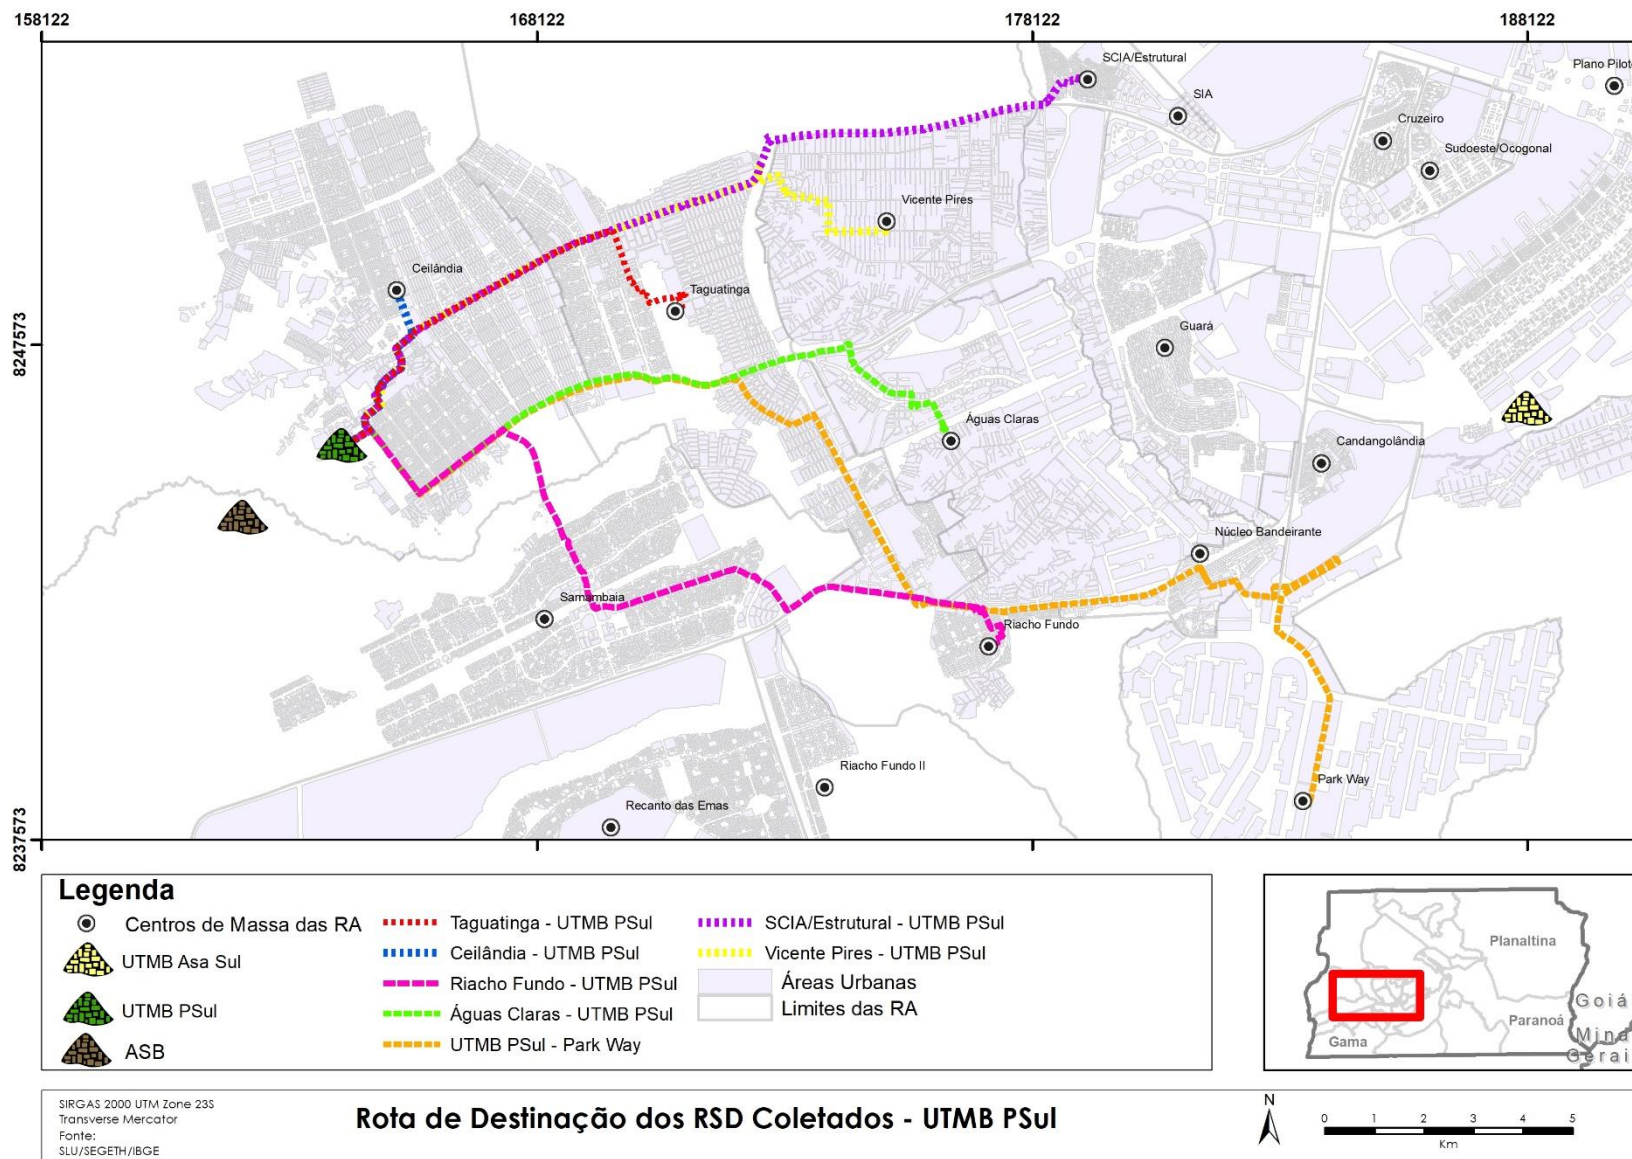 158122
168122
178122
188122
8247573
8237573
SCIA/Estrutural
SIA
Plano Pilot
Cruzeiro
Sudoeste/Ocogonal
Vicente Pires
Ceilândia
Taguatinga
Guará
Águas Claras
Candangolândia
Núcleo Bandeirante
Samambaia
Riacho Fundo
Riacho Fundo II
Park Way
Recanto das Emas
Legenda
Centros de Massa das RA
UTMB Asa Sul
UTMB PSul
ASB
Taguatinga - UTMB PSul
Ceilândia - UTMB PSul
Riacho Fundo - UTMB PSul
Águas Claras - UTMB PSul
UTMB PSul - Park Way
SCIA/Estrutural - UTMB PSul
Vicente Pires - UTMB PSul
Áreas Urbanas
Limites das RA
Planaltina
Goiá
Paranoá
Mina
Gama
Gerai
SIRGAS 2000 UTM Zone 23S
Transverse Mercator
Fonte:
SLU/SEGETH/IBGE
Rota de Destinação dos RSD Coletados - UTMB PSul
N
0 1 2 3 4 5
Km